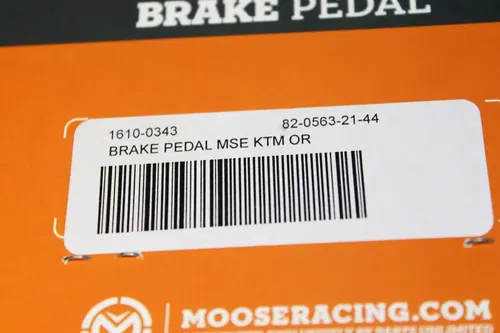 BRAKE PEDAL
1610-0343 82-0563-21-44
BRAKE PEDAL MSE KTM OR
MOOSERACING.COM